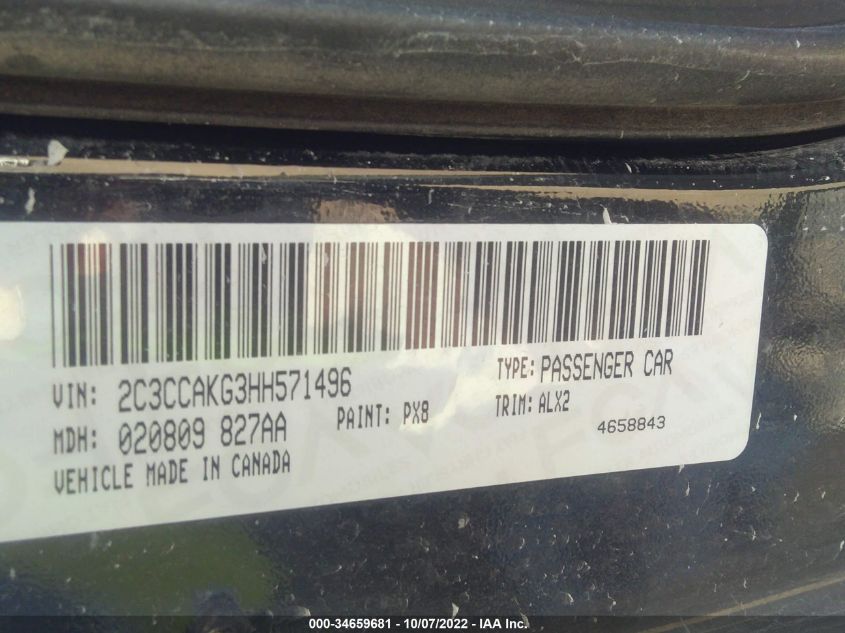 VIN: 2C3CCAKG3HH571496
TYPE: PASSENGER CAR
MDH: 020809 827AA
PAINT: PX8
TRIM: ALX2
4658843
VEHICLE MADE IN CANADA
000-34659681 - 10/07/2022 - IAA Inc.